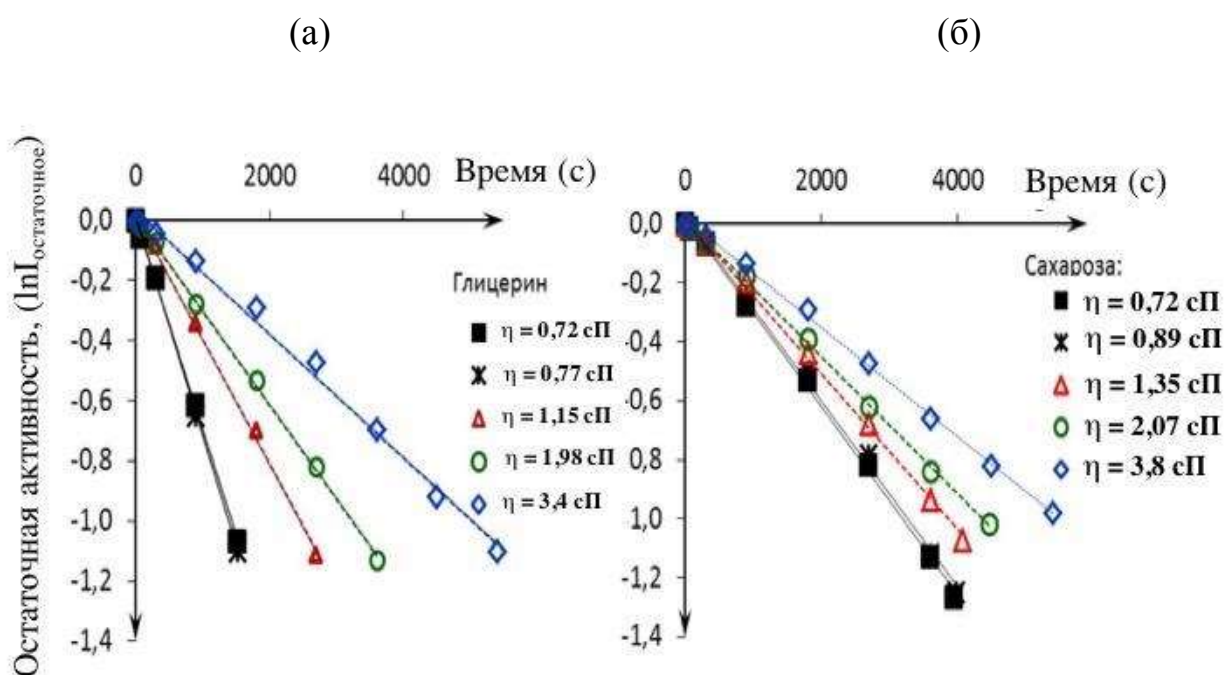 (а)
(б)
Остаточная активность, (lnIостаточное)
0 2000 4000 Время (с)
0,0
-0,2
-0,4
-0,6
-0,8
-1,0
-1,2
-1,4
Глицерин
η = 0,72 сП
η = 0,77 сП
η = 1,15 сП
η = 1,98 сП
η = 3,4 сП
0 2000 4000 Время (с)
0,0
-0,2
-0,4
-0,6
-0,8
-1,0
-1,2
-1,4
Сахароза:
η = 0,72 сП
η = 0,89 сП
η = 1,35 сП
η = 2,07 сП
η = 3,8 сП